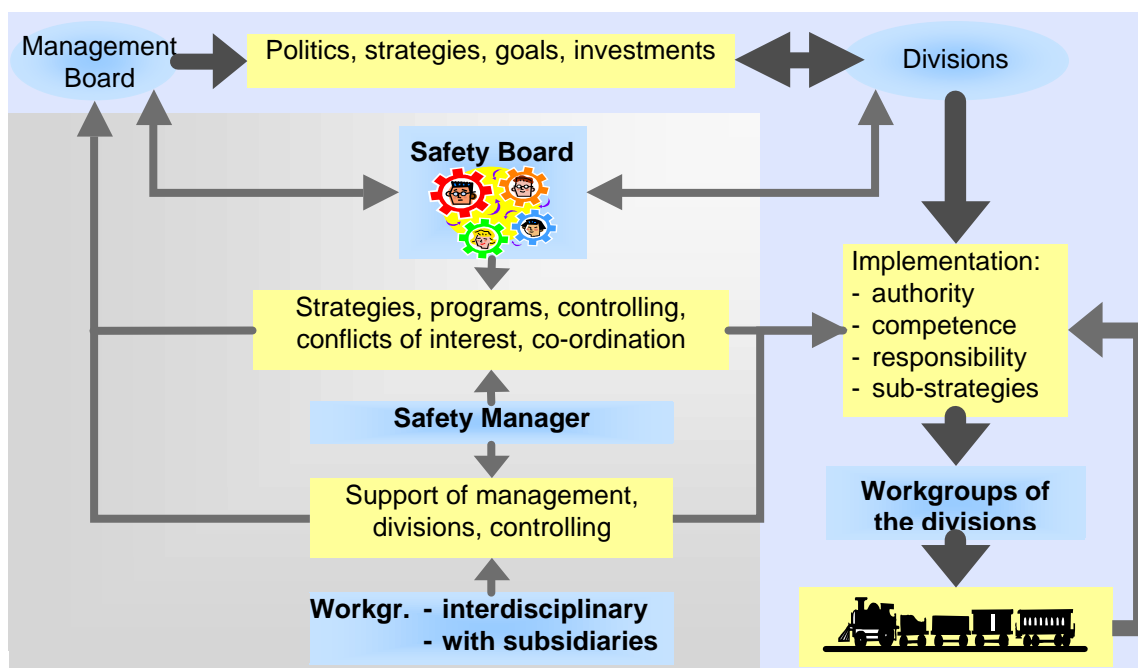 Management
Board
Politics, strategies, goals, investments
Divisions
Safety Board
Implementation:
- authority
- competence
- responsibility
- sub-strategies
Strategies, programs, controlling,
conflicts of interest, co-ordination
Safety Manager
Support of management,
divisions, controlling
Workgroups of
the divisions
Workgr. - interdisciplinary
- with subsidiaries